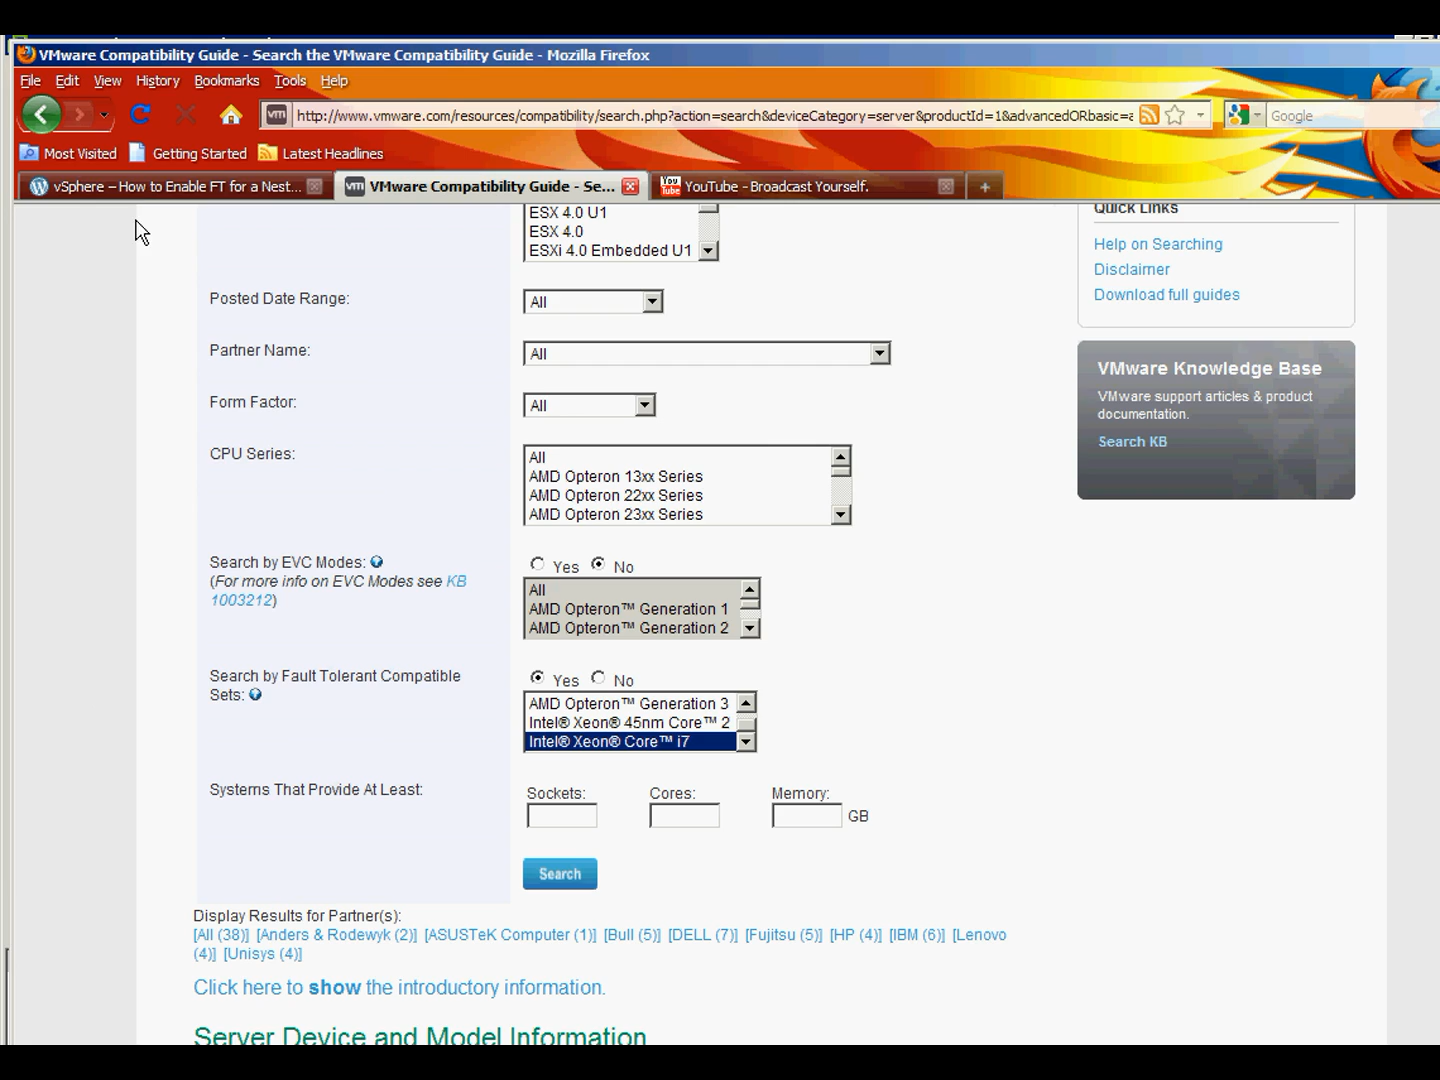 VMware Compatibility Guide - Search the VMware Compatibility Guide - Mozilla Firefox
File Edit View History Bookmarks Tools Help
vm http://www.vmware.com/resources/compatibility/search.php?action=search&deviceCategory=server&productId=1&advancedORbasic=a Google
Most Visited Getting Started Latest Headlines
vSphere – How to Enable FT for a Nest... vm VMware Compatibility Guide - Se... You Tube YouTube - Broadcast Yourself. +
ESX 4.0 U1
ESX 4.0
ESXi 4.0 Embedded U1
Posted Date Range: All
Partner Name: All
Form Factor: All
CPU Series: All
AMD Opteron 13xx Series
AMD Opteron 22xx Series
AMD Opteron 23xx Series
Search by EVC Modes: Yes No
(For more info on EVC Modes see KB
1003212)
All
AMD Opteron™ Generation 1
AMD Opteron™ Generation 2
Search by Fault Tolerant Compatible
Sets:
Yes No
AMD Opteron™ Generation 3
Intel® Xeon® 45nm Core™ 2
Intel® Xeon® Core™ i7
Systems That Provide At Least: Sockets: Cores: Memory:
GB
Search
Display Results for Partner(s):
[All (38)] [Anders & Rodewyk (2)] [ASUSTeK Computer (1)] [Bull (5)] [DELL (7)] [Fujitsu (5)] [HP (4)] [IBM (6)] [Lenovo
(4)] [Unisys (4)]
Click here to show the introductory information.
Server Device and Model Information
Quick Links
Help on Searching
Disclaimer
Download full guides
VMware Knowledge Base
VMware support articles & product
documentation.
Search KB